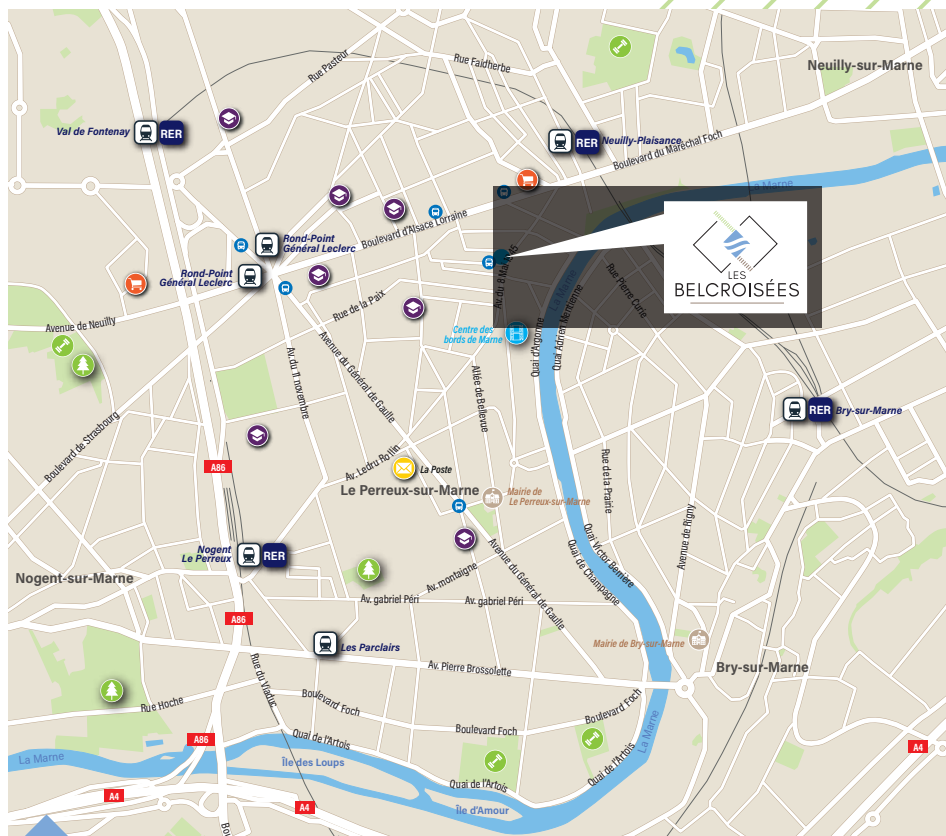 Neuilly-sur-Marne
Rue Pasteur
Rue Faidherbe
Val de Fontenay
RER
RER
Neuilly-Plaisance
Boulevard du Maréchal Foch
La Marne
Boulevard d'Alsace Lorraine
Rond-Point
Général Leclerc
Rond-Point
Général Leclerc
LES
BELCROISÉES
Av. du 8 Mai 1945
La Marne
Rue Pierre Curie
Quai d'Argonne
Quai Adrien Mentienne
Avenue de Neuilly
Rue de la Paix
Centre des
bords de Marne
Av. du 11 novembre
Avenue du Général de Gaulle
Allée de Bellevue
Boulevard de Strasbourg
RER
Bry-sur-Marne
A86
Av. Ledru Rollin
La Poste
Le Perreux-sur-Marne
Mairie de
Le Perreux-sur-Marne
Rue de la Prairie
Avenue de Rigny
Nogent
Le Perreux
RER
Nogent-sur-Marne
Avenue du Général de Gaulle
Quai Victor Berrière
Quai de Champagne
Av. montaigne
Av. gabriel Péri
Av. gabriel Péri
A86
Les Parclairs
Mairie de Bry-sur-Marne
Bry-sur-Marne
Av. Pierre Brossolette
Rue du Viaduc
Rue Hoche
Boulevard Foch
Boulevard Foch
Boulevard Foch
A86
Quai de l'Artois
La Marne
La Marne
Île des Loups
Quai de l'Artois
Quai de l'Artois
A4
A4
A4
Île d'Amour